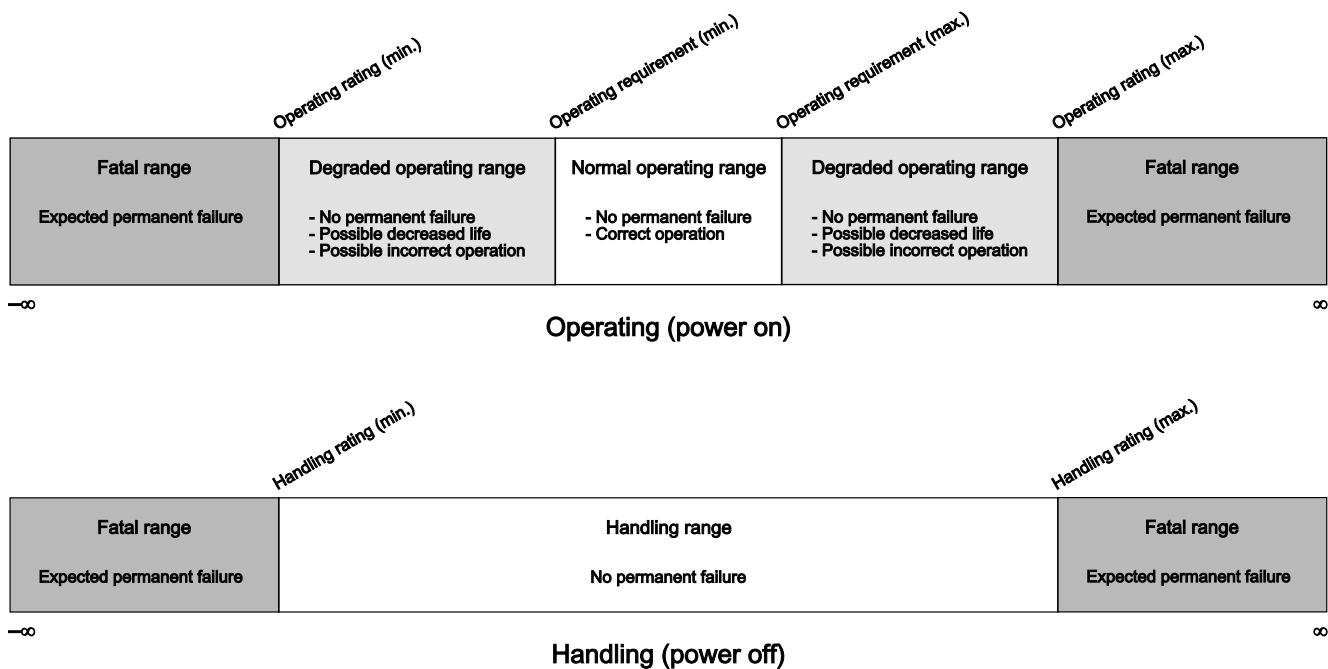 Operating rating (min.)
Operating requirement (min.)
Operating requirement (max.)
Operating rating (max.)
Fatal range
Expected permanent failure
Degraded operating range
- No permanent failure
- Possible decreased life
- Possible incorrect operation
Normal operating range
- No permanent failure
- Correct operation
Degraded operating range
- No permanent failure
- Possible decreased life
- Possible incorrect operation
Fatal range
Expected permanent failure
–∞
∞
Operating (power on)
Handling rating (min.)
Handling rating (max.)
Fatal range
Expected permanent failure
Handling range
No permanent failure
Fatal range
Expected permanent failure
–∞
∞
Handling (power off)